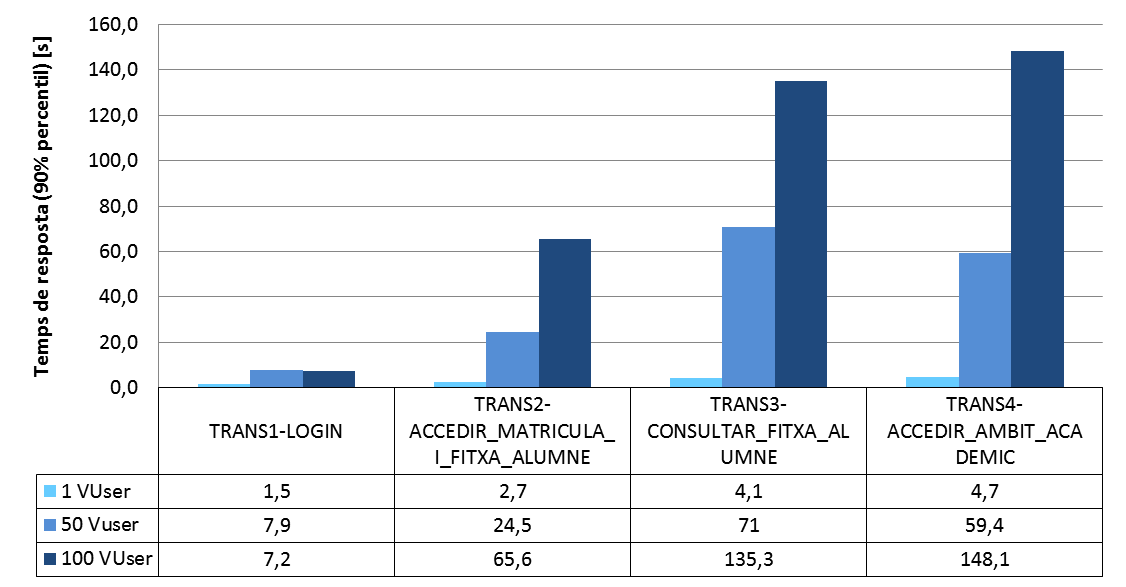 Temps de resposta (90% percentil) [s]
160,0
140,0
120,0
100,0
80,0
60,0
40,0
20,0
0,0
TRANS1-LOGIN
TRANS2-
ACCEDIR_MATRICULA_
I_FITXA_ALUMNE
TRANS3-
CONSULTAR_FITXA_AL
UMNE
TRANS4-
ACCEDIR_AMBIT_ACA
DEMIC
1 VUser 1,5 2,7 4,1 4,7
50 Vuser 7,9 24,5 71 59,4
100 VUser 7,2 65,6 135,3 148,1